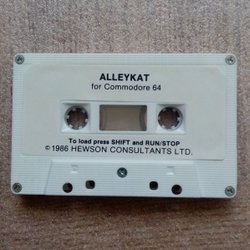 ALLEYKAT
for Commodore 64
To load press SHIFT and RUN/STOP
©1986 HEWSON CONSULTANTS LTD.